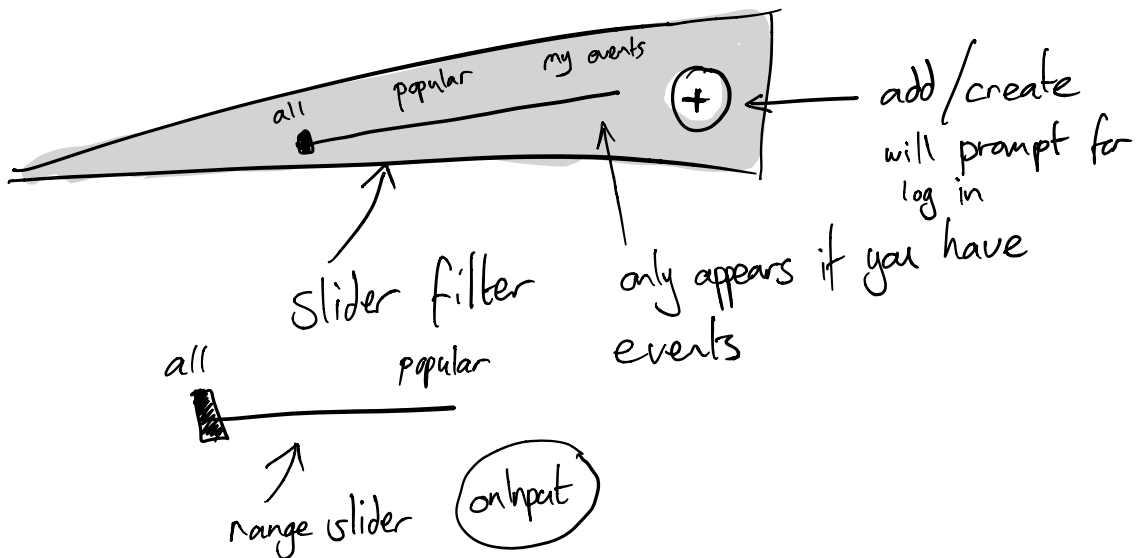 my events
popular
all
+
add/create
will prompt for
log in
only appears if you have
events
slider filter
all
popular
range slider
onInput